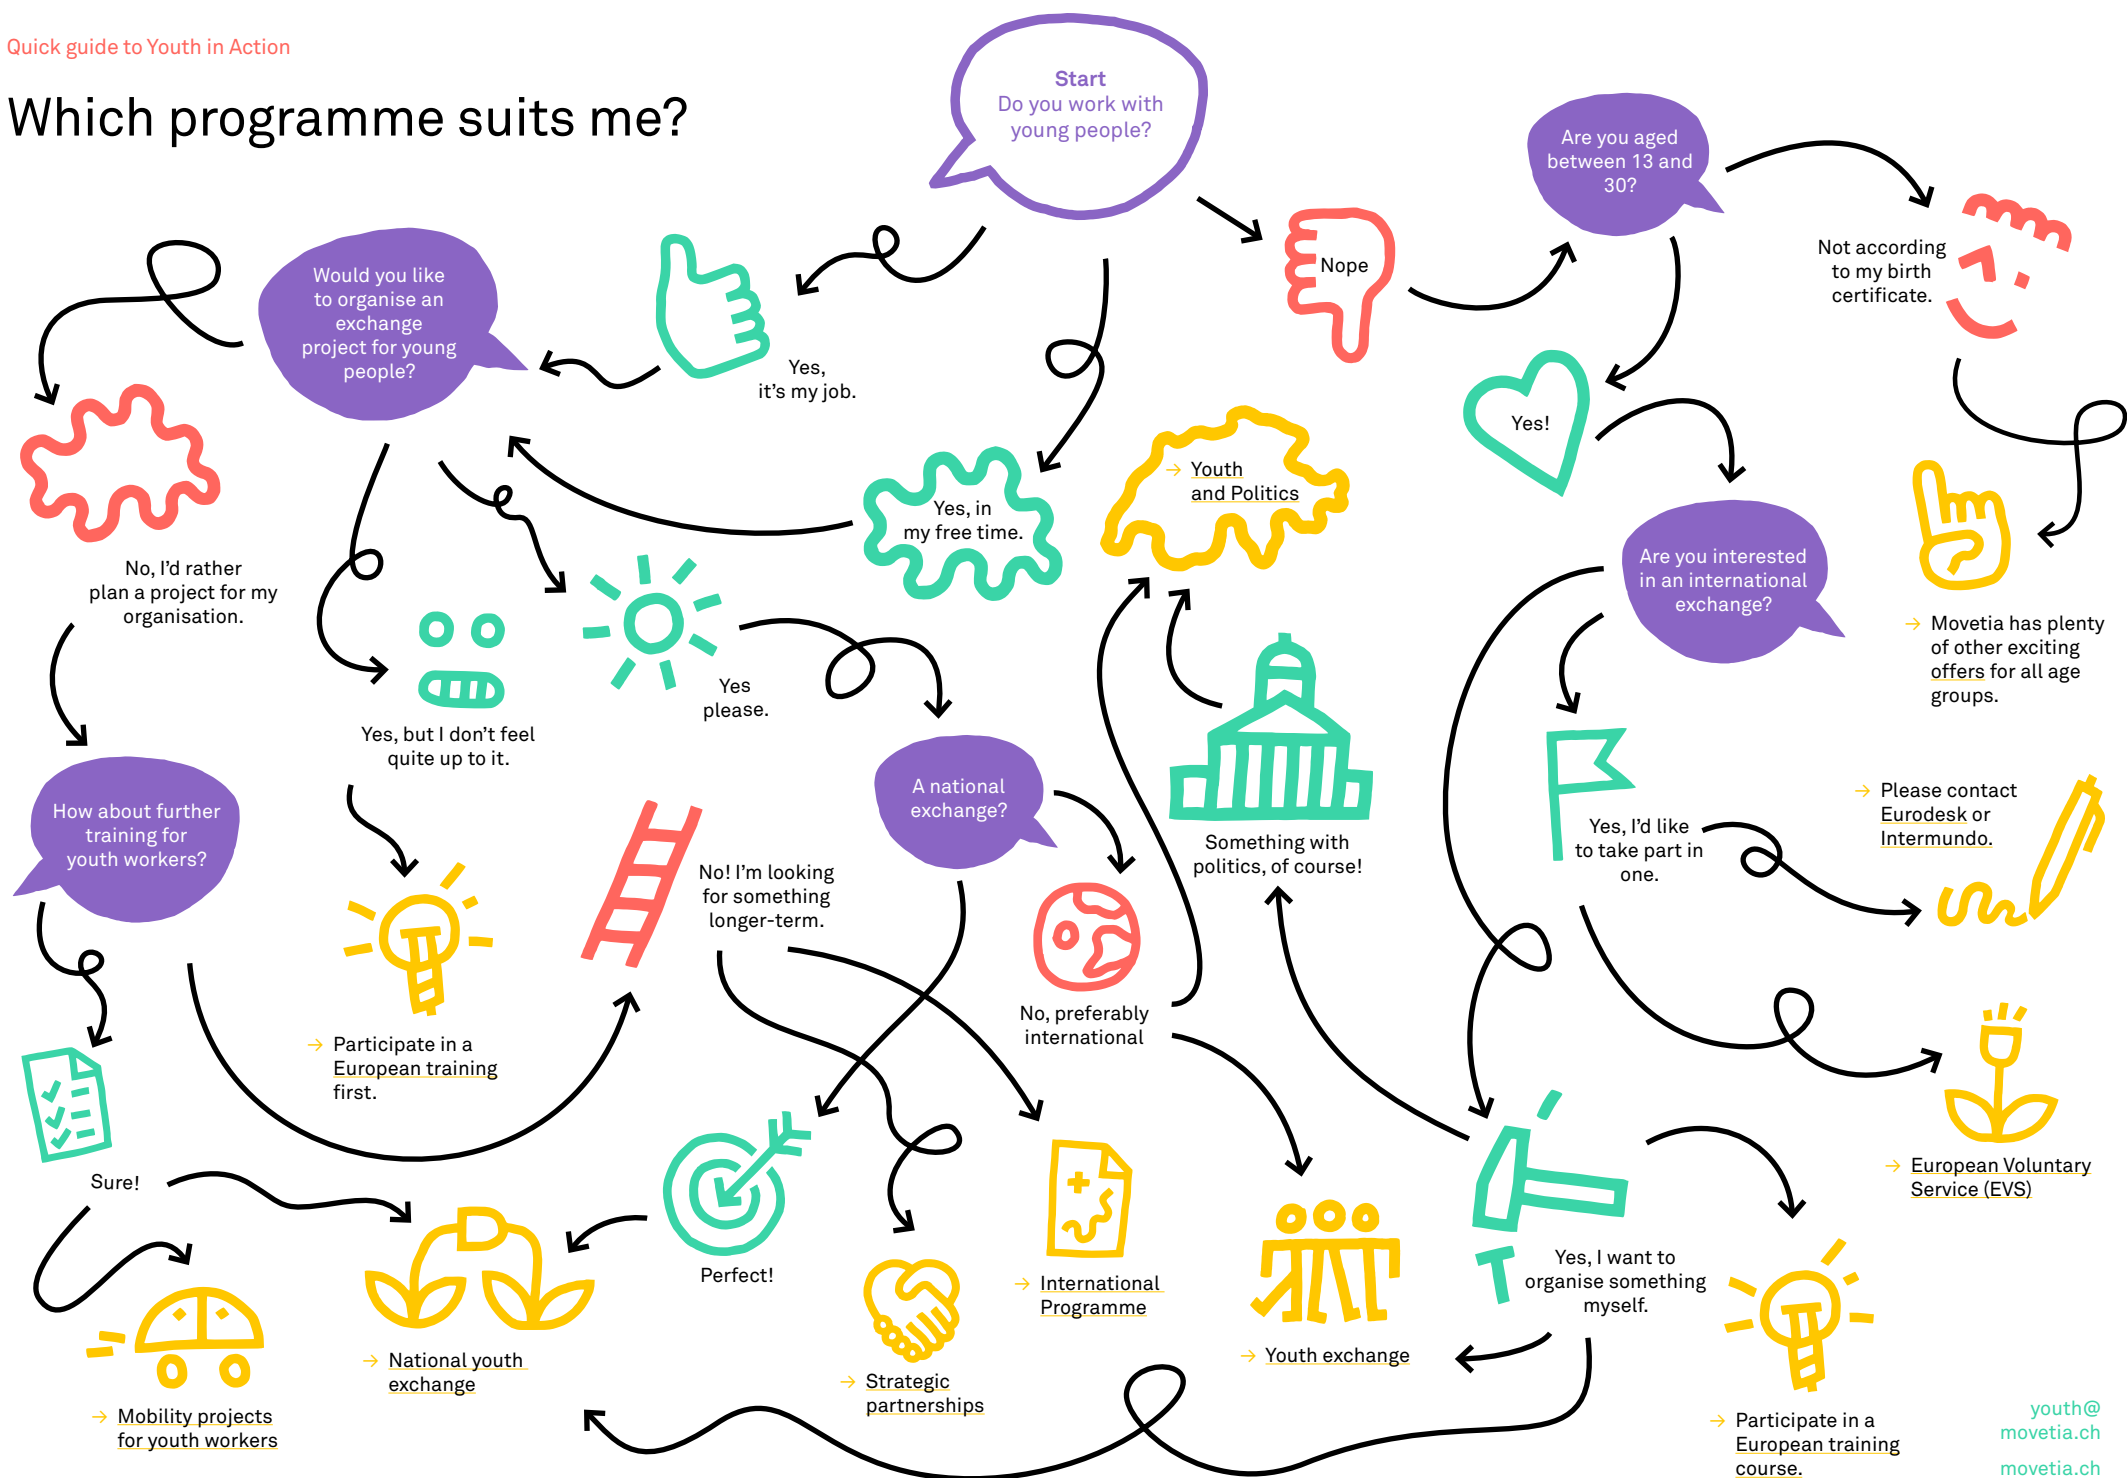 Quick guide to Youth in Action
Which programme suits me?
Start
Do you work with
young people?
Are you aged
between 13 and
30?
Not according
to my birth
certificate.
Nope
Would you like
to organise an
exchange
project for young
people?
Yes,
it's my job.
Yes!
Yes, in
my free time.
→ Youth
and Politics
Are you interested
in an international
exchange?
No, I'd rather
plan a project for my
organisation.
→ Movetia has plenty
of other exciting
offers for all age
groups.
Yes
please.
Yes, but I don't feel
quite up to it.
A national
exchange?
How about further
training for
youth workers?
Something with
politics, of course!
Yes, I'd like
to take part in
one.
→ Please contact
Eurodesk or
Intermundo.
No! I'm looking
for something
longer-term.
No, preferably
international
→ Participate in a
European training
first.
Sure!
→ European Voluntary
Service (EVS)
Perfect!
→ International
Programme
Yes, I want to
organise something
myself.
→ National youth
exchange
→ Strategic
partnerships
→ Youth exchange
→ Mobility projects
for youth workers
→ Participate in a
European training
course.
youth@
movetia.ch
movetia.ch